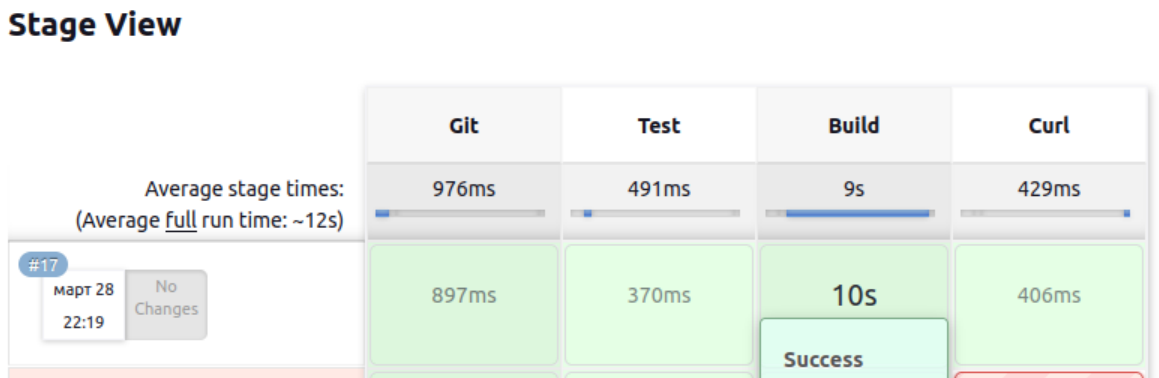 Stage View
Git Test Build Curl
Average stage times: 976ms 491ms 9s 429ms
(Average full run time: ~12s)
#17
март 28 No
22:19 Changes
897ms 370ms 10s 406ms
Success